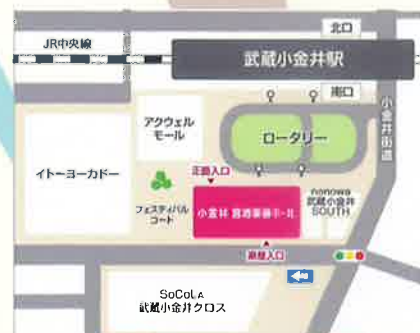 北口
JR中央線
武蔵小金井駅
南口
小金井街道
アクウェル
モール
ロータリー
イトーヨーカドー
正面入口
フェスティバル
コート
小金井 宮地楽器ホール
nonowa
武蔵小金井
SOUTH
SoCoLA
武蔵小金井クロス